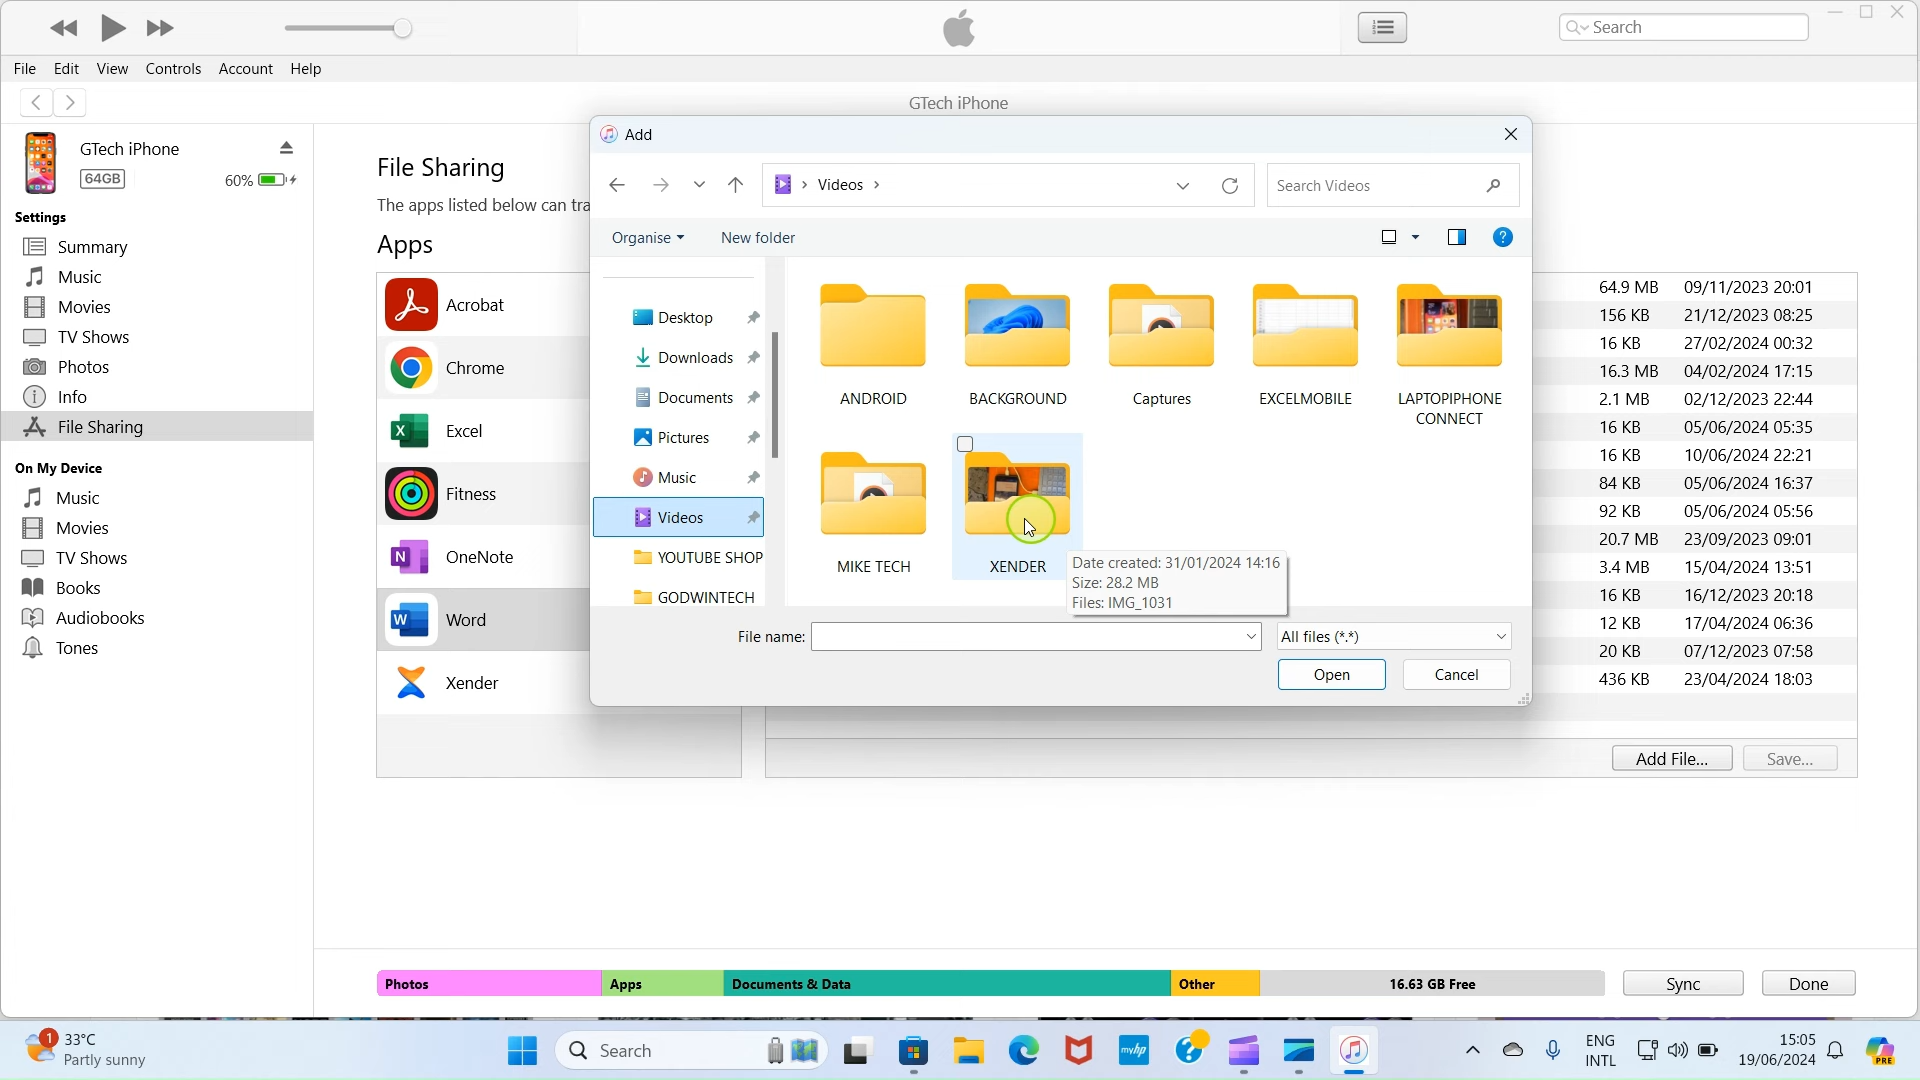 Search
File Edit View Controls Account Help
GTech iPhone
GTech iPhone
64GB
60%
Settings
Summary
Music
Movies
TV Shows
Photos
Info
File Sharing
On My Device
Music
Movies
TV Shows
Books
Audiobooks
Tones
File Sharing
The apps listed below can tra
Apps
Acrobat
Chrome
Excel
Fitness
OneNote
Word
Xender
Add
Videos
Search Videos
Organise
New folder
Desktop
Downloads
Documents
Pictures
Music
Videos
YOUTUBE SHOP
GODWINTECH
ANDROID
BACKGROUND
Captures
EXCELMOBILE
LAPTOPIPHONE
CONNECT
MIKE TECH
XENDER
Date created: 31/01/2024 14:16
Size: 28.2 MB
Files: IMG_1031
File name:
All files (*.*)
Open
Cancel
64.9 MB 09/11/2023 20:01
156 KB 21/12/2023 08:25
16 KB 27/02/2024 00:32
16.3 MB 04/02/2024 17:15
2.1 MB 02/12/2023 22:44
16 KB 05/06/2024 05:35
16 KB 10/06/2024 22:21
84 KB 05/06/2024 16:37
92 KB 05/06/2024 05:56
20.7 MB 23/09/2023 09:01
3.4 MB 15/04/2024 13:51
16 KB 16/12/2023 20:18
12 KB 17/04/2024 06:36
20 KB 07/12/2023 07:58
436 KB 23/04/2024 18:03
Add File...
Save...
Photos
Apps
Documents & Data
Other
16.63 GB Free
Sync
Done
1
33°C
Partly sunny
Search
myhp
ENG
INTL
15:05
19/06/2024
PRE